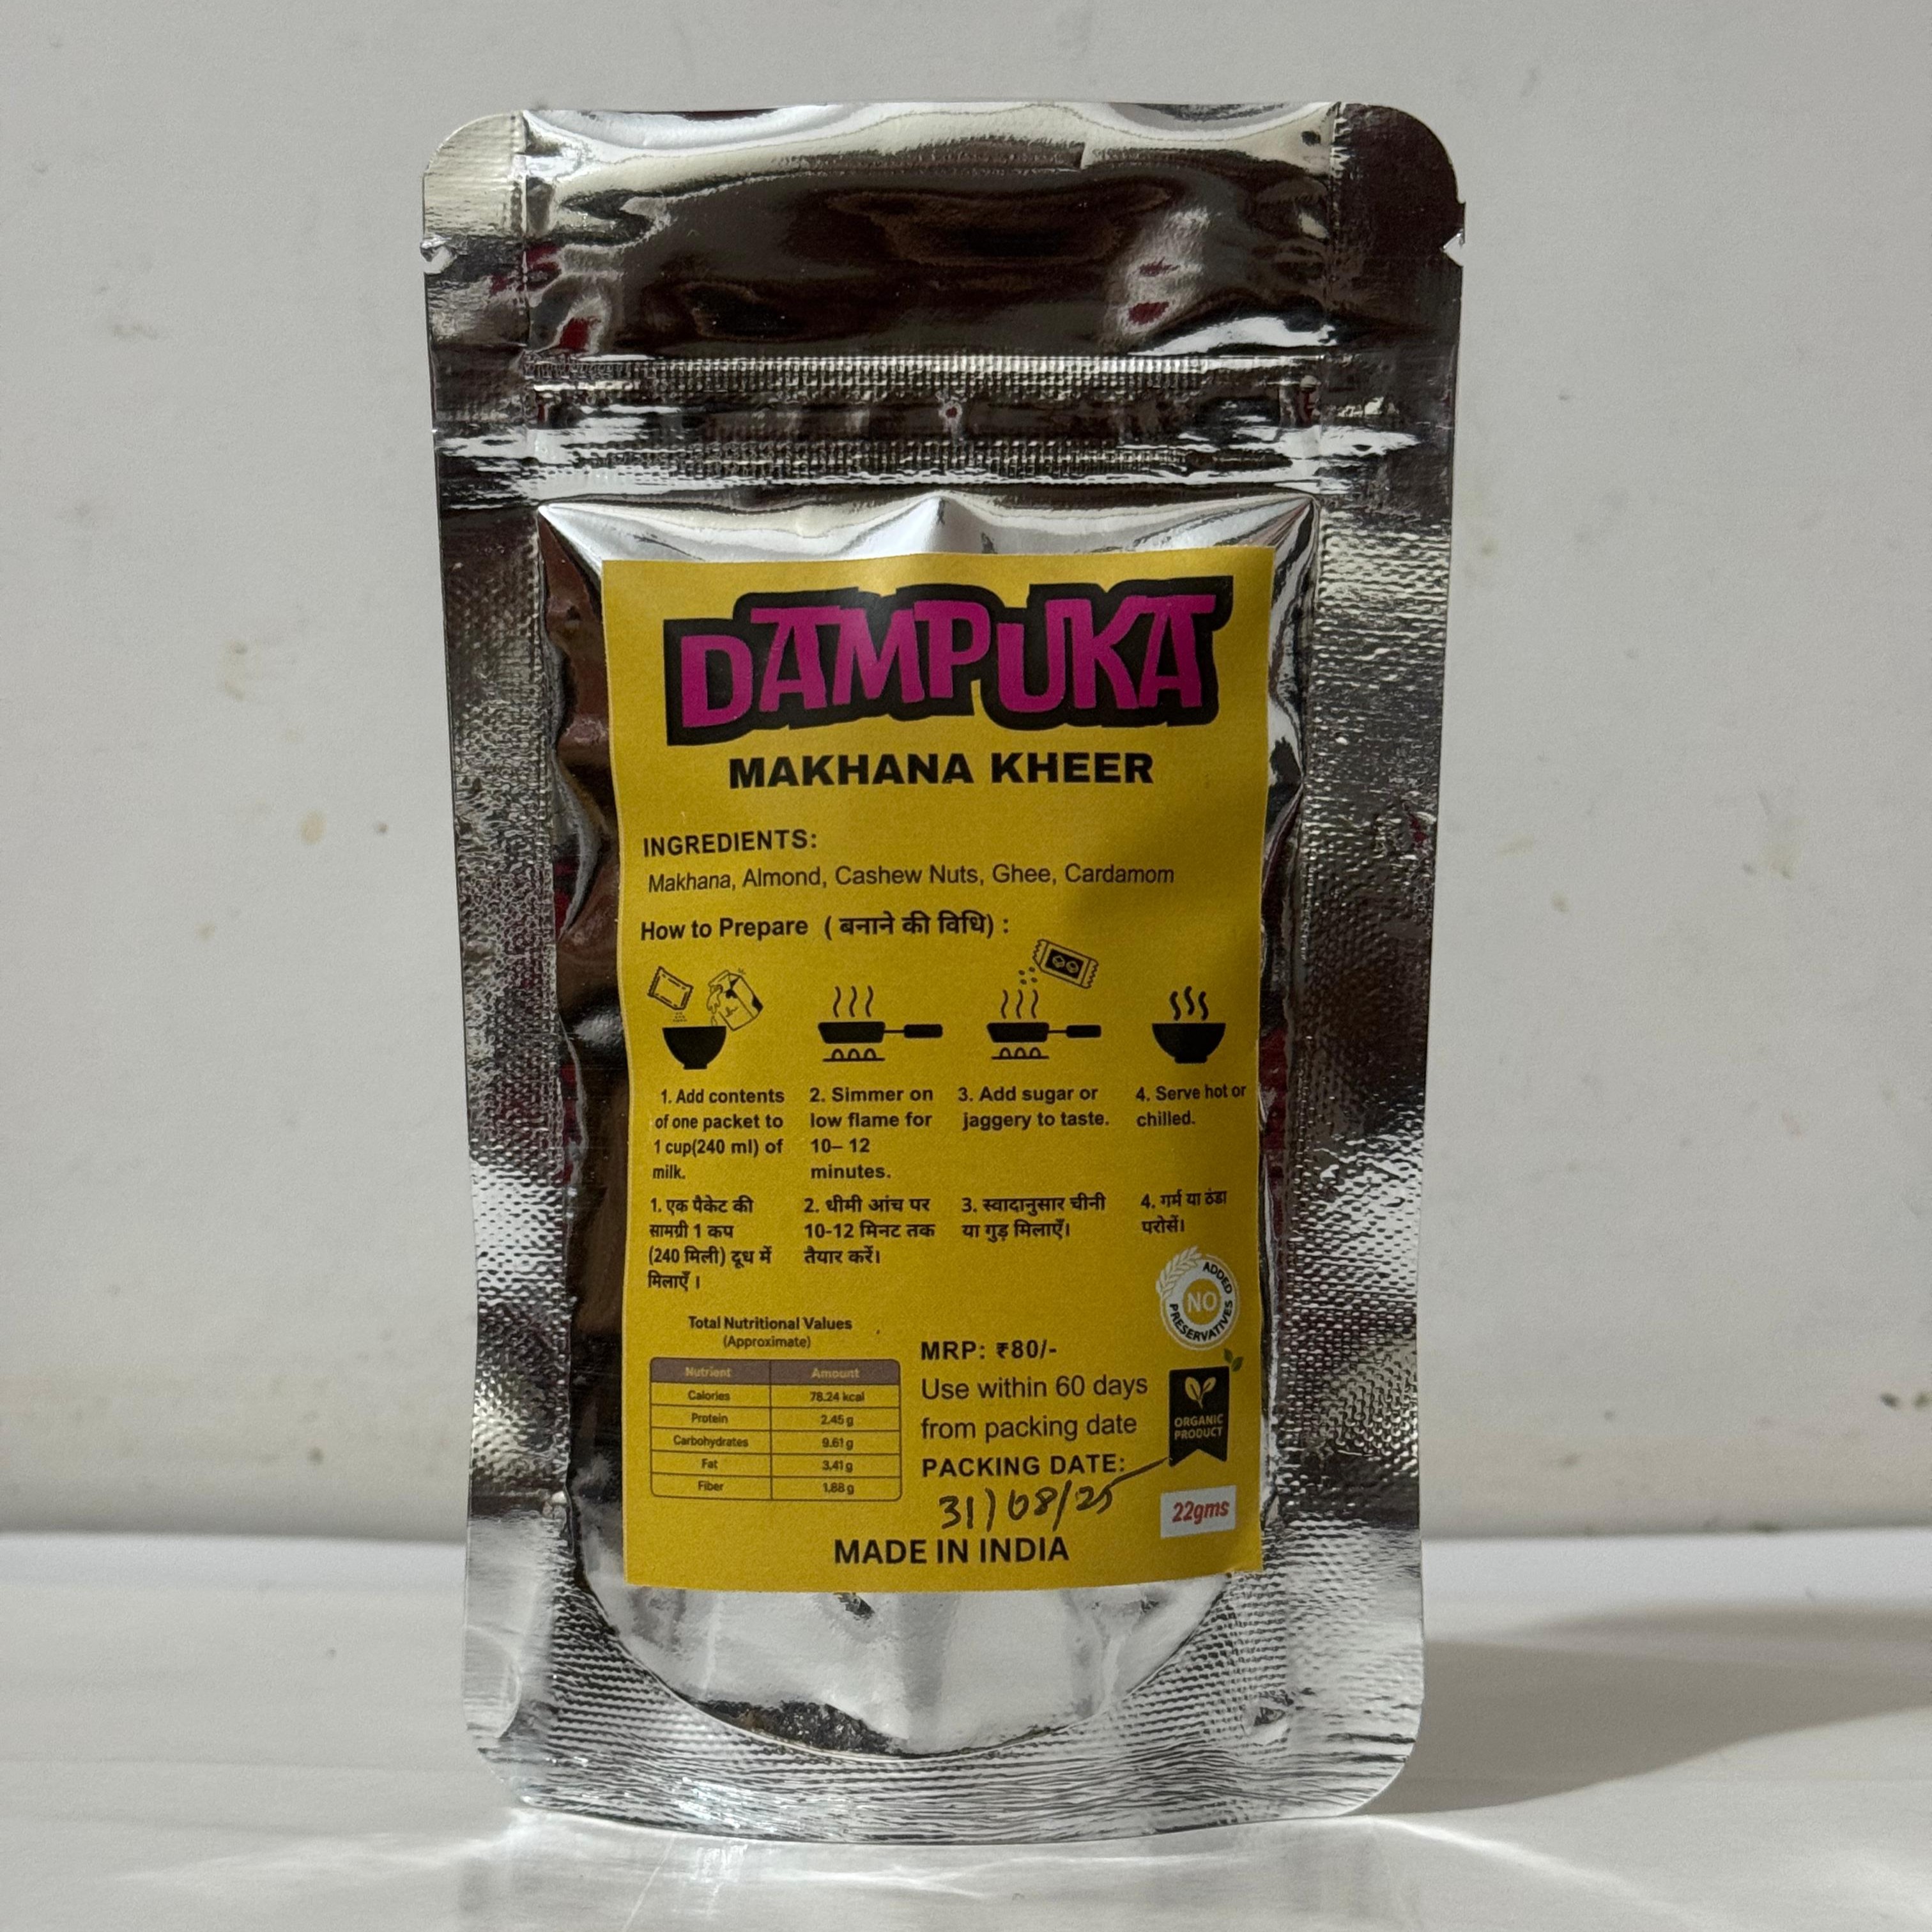 DAMPUKA
MAKHANA KHEER
INGREDIENTS:
Makhana, Almond, Cashew Nuts, Ghee, Cardamom
How to Prepare ( बनाने की विधि) :
1. Add contents
of one packet to
1 cup(240 ml) of
milk.
2. Simmer on
low flame for
10– 12
minutes.
3. Add sugar or
jaggery to taste.
4. Serve hot or
chilled.
1. एक पैकेट की
सामग्री 1 कप
(240 मिली) दूध में
मिलाएँ ।
2. धीमी आंच पर
10-12 मिनट तक
तैयार करें।
3. स्वादानुसार चीनी
या गुड़ मिलाएँ।
4. गर्म या ठंडा
परोसें।
ADDED
NO
PRESERVATIVES
Total Nutritional Values
(Approximate)
Nutrient Amount
Calories 78.24 kcal
Protein 2.45 g
Carbohydrates 9.61 g
Fat 3.41 g
Fiber 1.88 g
MRP: ₹80/-
Use within 60 days
from packing date
PACKING DATE:
31/08/25
ORGANIC
PRODUCT
22gms
MADE IN INDIA